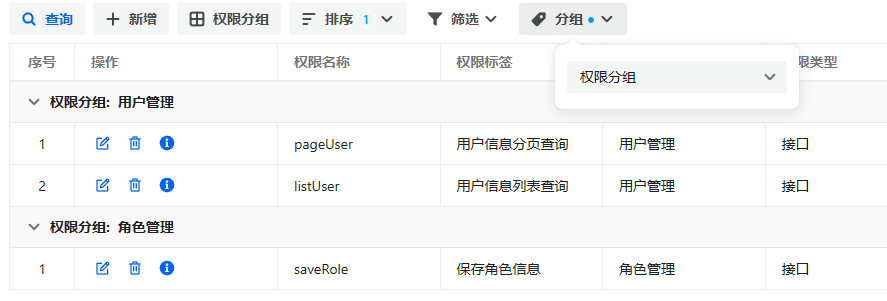 查询 新增 权限分组 排序 1 筛选 分组
序号 操作 权限名称 权限标签 限类型
权限分组
权限分组: 用户管理
1 pageUser 用户信息分页查询 用户管理 接口
2 listUser 用户信息列表查询 用户管理 接口
权限分组: 角色管理
1 saveRole 保存角色信息 角色管理 接口